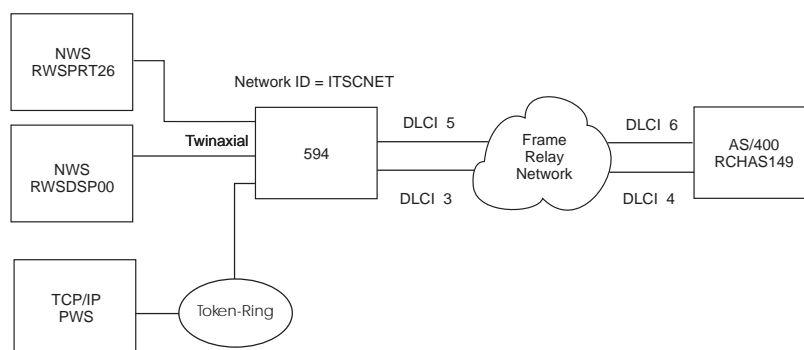 NWS
RWSPRT26
Network ID = ITSCNET
NWS
RWSDSP00
Twinaxial
594
DLCI 5
DLCI 3
Frame
Relay
Network
DLCI 6
DLCI 4
AS/400
RCHAS149
TCP/IP
PWS
Token-Ring